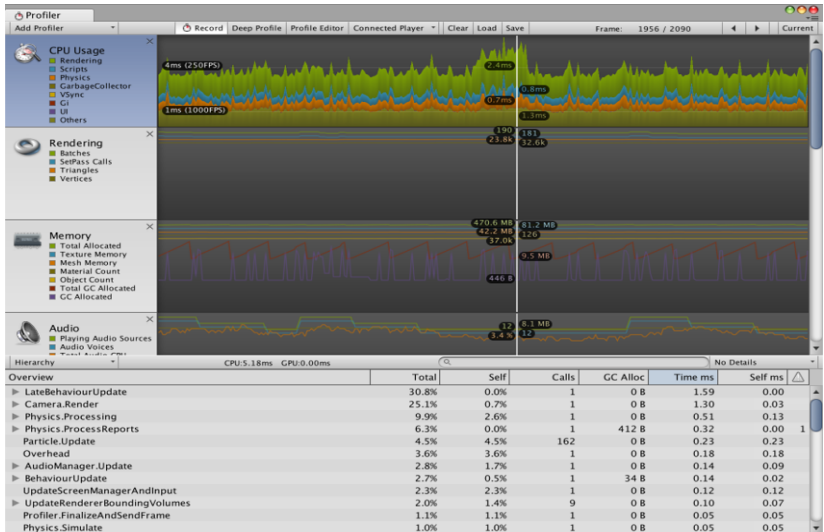 Profiler
Add Profiler Record Deep Profile Profile Editor Connected Player Clear Load Save Frame: 1956 / 2090 Current
CPU Usage
Rendering
Scripts
Physics
GarbageCollector
VSync
Gi
UI
Others
4ms (250FPS)
1ms (1000FPS)
2.4ms
0.8ms
0.7ms
1.3ms
Rendering
Batches
SetPass Calls
Triangles
Vertices
190 181
23.8k 32.6k
Memory
Total Allocated
Texture Memory
Mesh Memory
Material Count
Object Count
Total GC Allocated
GC Allocated
470.6 MB 81.2 MB
42.2 MB 126
37.0k
9.5 MB
446 B
Audio
Playing Audio Sources
Audio Voices
Total Audio CPU
12 8.1 MB
3.4 % 12
Hierarchy CPU:5.18ms GPU:0.00ms No Details
Overview Total Self Calls GC Alloc Time ms Self ms
LateBehaviourUpdate 30.8% 0.0% 1 0 B 1.59 0.00
Camera.Render 25.1% 0.7% 1 0 B 1.30 0.03
Physics.Processing 9.9% 2.6% 1 0 B 0.51 0.13
Physics.ProcessReports 6.3% 0.0% 1 412 B 0.32 0.00 1
Particle.Update 4.5% 4.5% 162 0 B 0.23 0.23
Overhead 3.6% 3.6% 1 0 B 0.18 0.18
AudioManager.Update 2.8% 1.7% 1 0 B 0.14 0.09
BehaviourUpdate 2.7% 0.5% 1 34 B 0.14 0.02
UpdateScreenManagerAndInput 2.3% 2.3% 1 0 B 0.12 0.12
UpdateRendererBoundingVolumes 2.0% 1.4% 9 0 B 0.10 0.07
Profiler.FinalizeAndSendFrame 1.1% 1.1% 1 0 B 0.05 0.05
Physics.Simulate 1.0% 1.0% 1 0 B 0.05 0.05